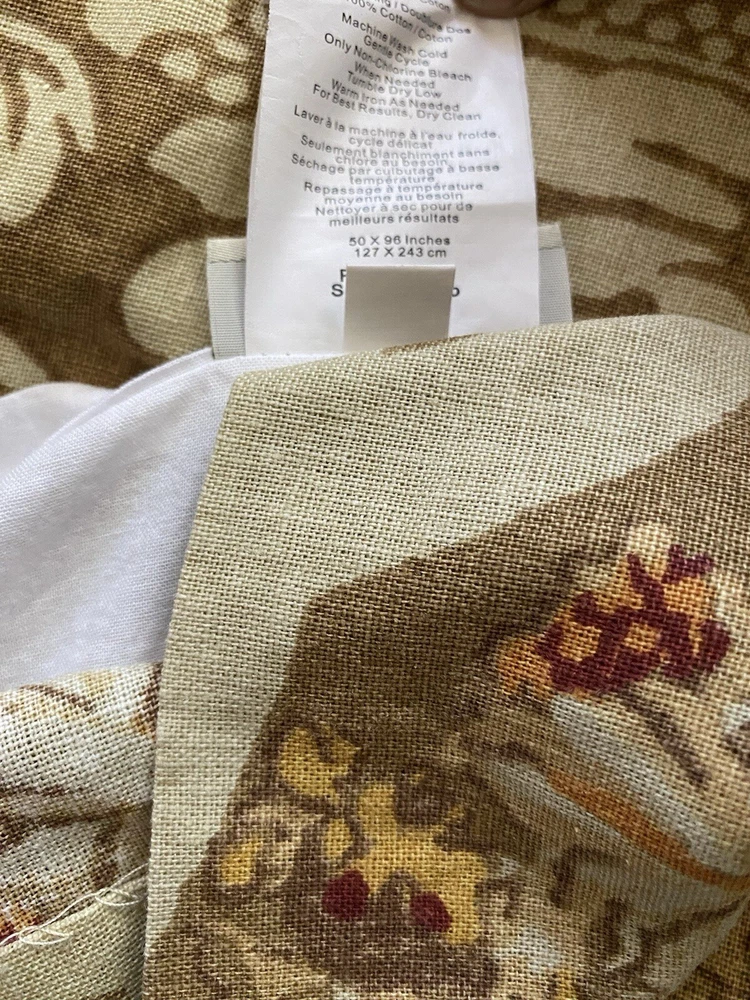 ng / Doublure Dos
100% Cotton/Coton
Machine Wash Cold
Gentle Cycle
Only Non-Chlorine Bleach
When Needed
Tumble Dry Low
Warm Iron As Needed
For Best Results, Dry Clean
Laver à la machine à l'eau froide,
cycle délicat
Seulement blanchiment sans
chlore au besoin
Séchage par culbutage à basse
température
Repassage à température
moyenne au besoin
Nettoyer à sec pour de
meilleurs résultats
50 X 96 Inches
127 X 243 cm